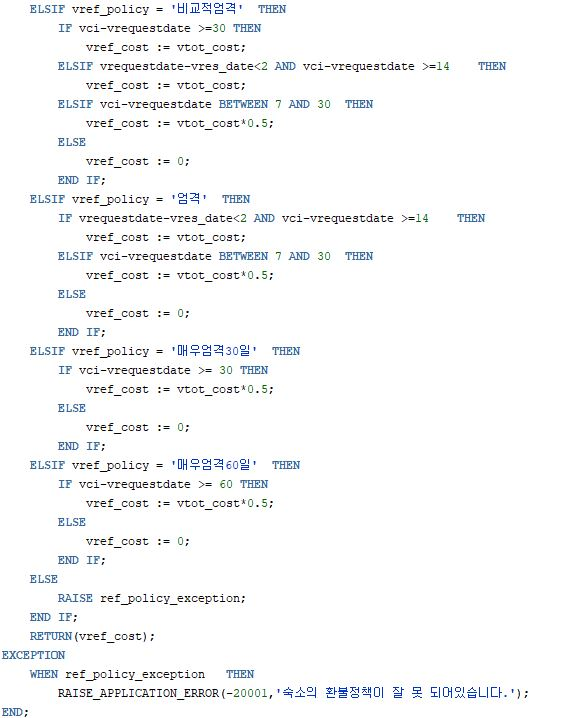 ELSIF vref_policy = '비교적엄격'  THEN
IF vci-vrequestdate >=30 THEN
vref_cost := vtot_cost;
ELSIF vrequestdate-vres_date<2 AND vci-vrequestdate >=14    THEN
vref_cost := vtot_cost;
ELSIF vci-vrequestdate BETWEEN 7 AND 30  THEN
vref_cost := vtot_cost*0.5;
ELSE
vref_cost := 0;
END IF;
ELSIF vref_policy = '엄격'  THEN
IF vrequestdate-vres_date<2 AND vci-vrequestdate >=14    THEN
vref_cost := vtot_cost;
ELSIF vci-vrequestdate BETWEEN 7 AND 30  THEN
vref_cost := vtot_cost*0.5;
ELSE
vref_cost := 0;
END IF;
ELSIF vref_policy = '매우엄격30일'  THEN
IF vci-vrequestdate >= 30 THEN
vref_cost := vtot_cost*0.5;
ELSE
vref_cost := 0;
END IF;
ELSIF vref_policy = '매우엄격60일'  THEN
IF vci-vrequestdate >= 60 THEN
vref_cost := vtot_cost*0.5;
ELSE
vref_cost := 0;
END IF;
ELSE
RAISE ref_policy_exception;
END IF;
RETURN(vref_cost);
EXCEPTION
WHEN ref_policy_exception   THEN
RAISE_APPLICATION_ERROR(-20001,'숙소의 환불정책이 잘 못 되어있습니다.');
END;